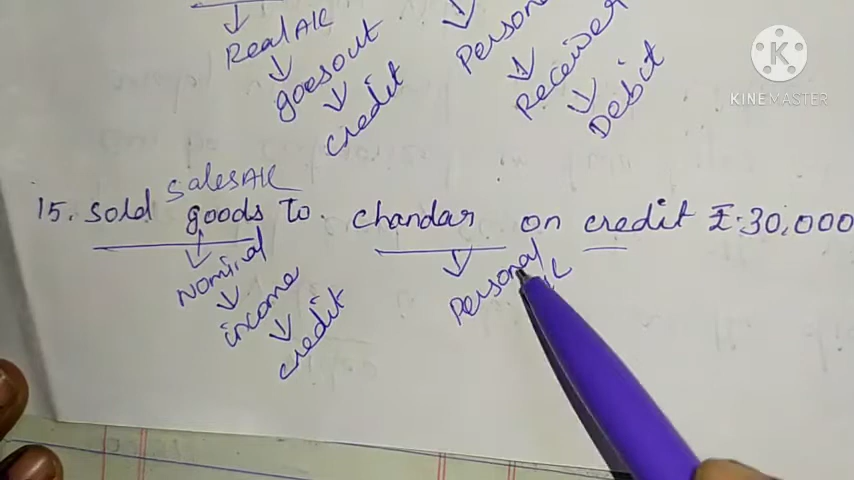 Real A/c
goes out
credit
Person
Receiver
Debit
K
KINEMASTER
Sales A/c
15. Sold goods to chandar on credit ₹.30,000
Nominal
income
credit
Personal